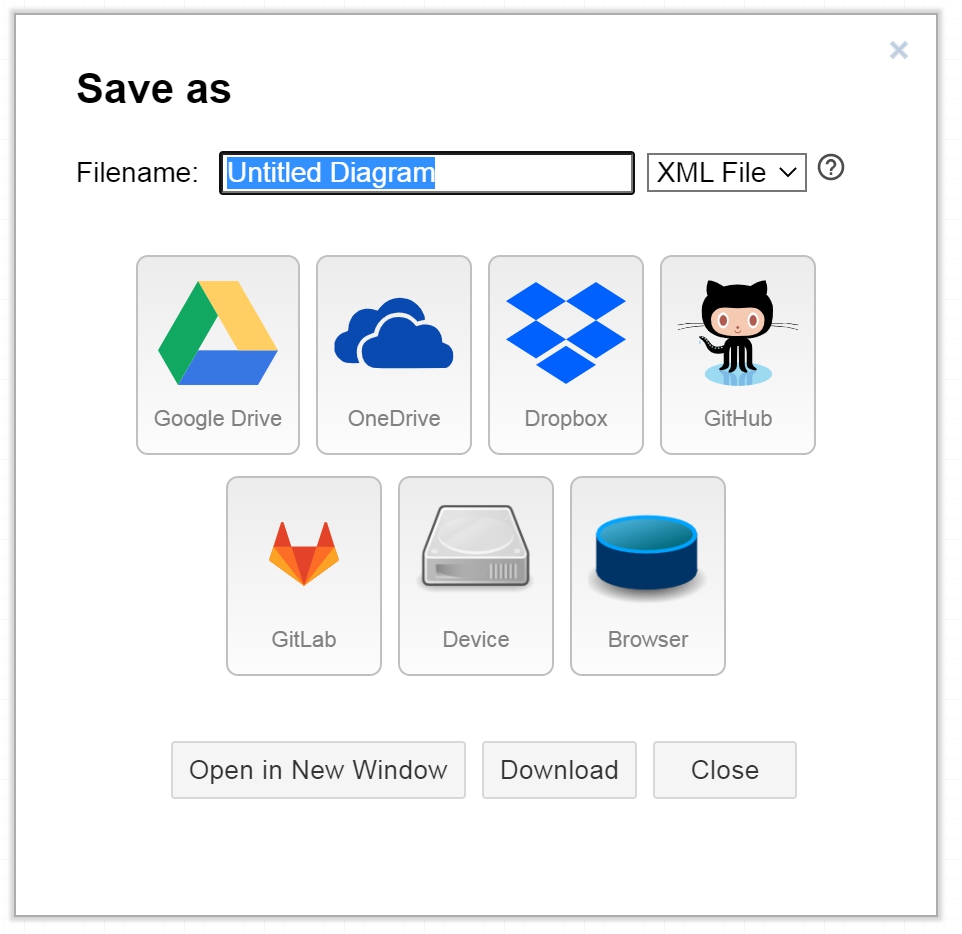 Save as
Filename: Untitled Diagram XML File
Google Drive OneDrive Dropbox GitHub
GitLab Device Browser
Open in New Window Download Close